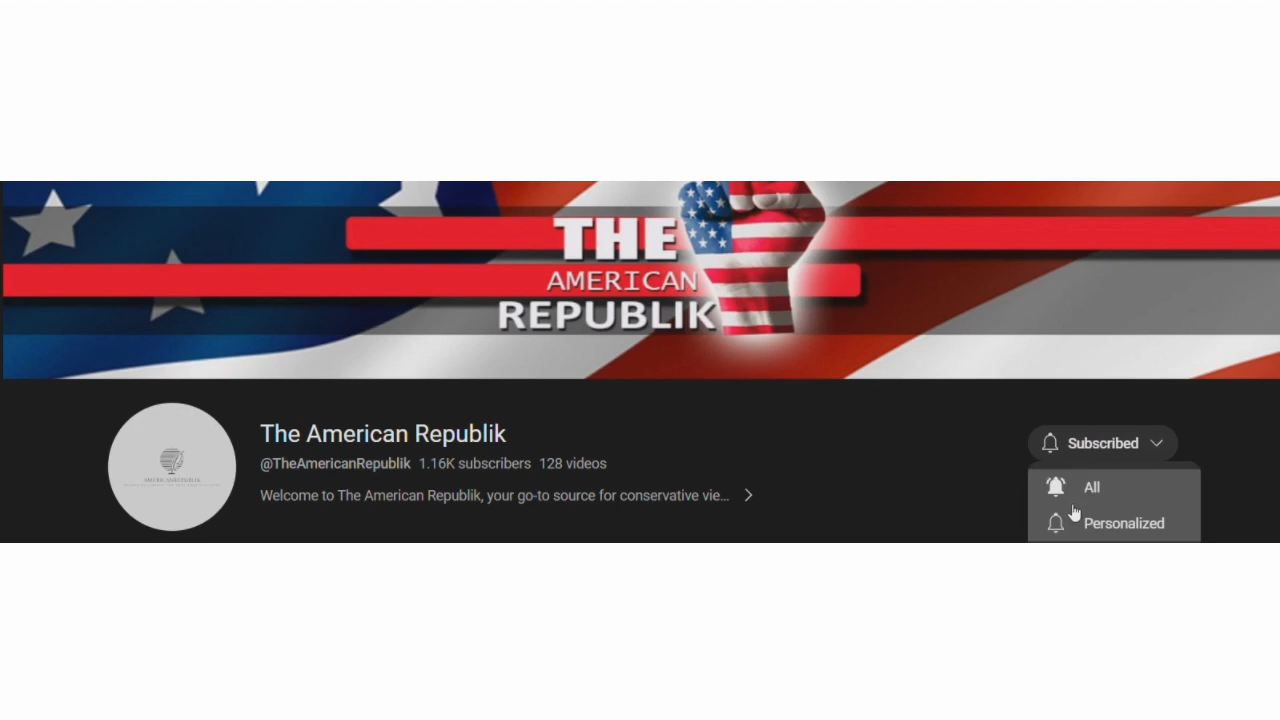 THE
AMERICAN
REPUBLIK
The American Republik
@TheAmericanRepublik 1.16K subscribers 128 videos
Welcome to The American Republik, your go-to source for conservative vie...
Subscribed
All
Personalized